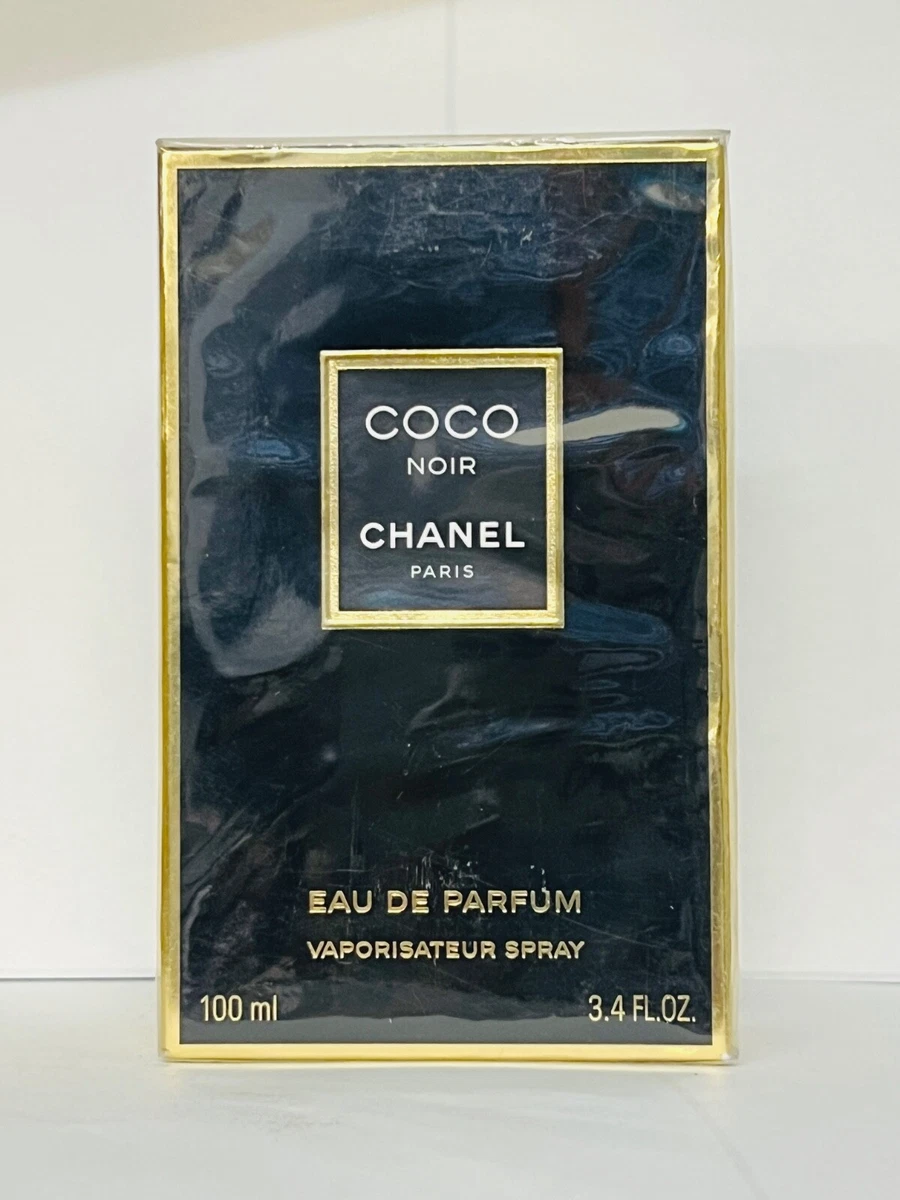 COCO
NOIR
CHANEL
PARIS
EAU DE PARFUM
VAPORISATEUR SPRAY
100 ml 3.4 FL.OZ.